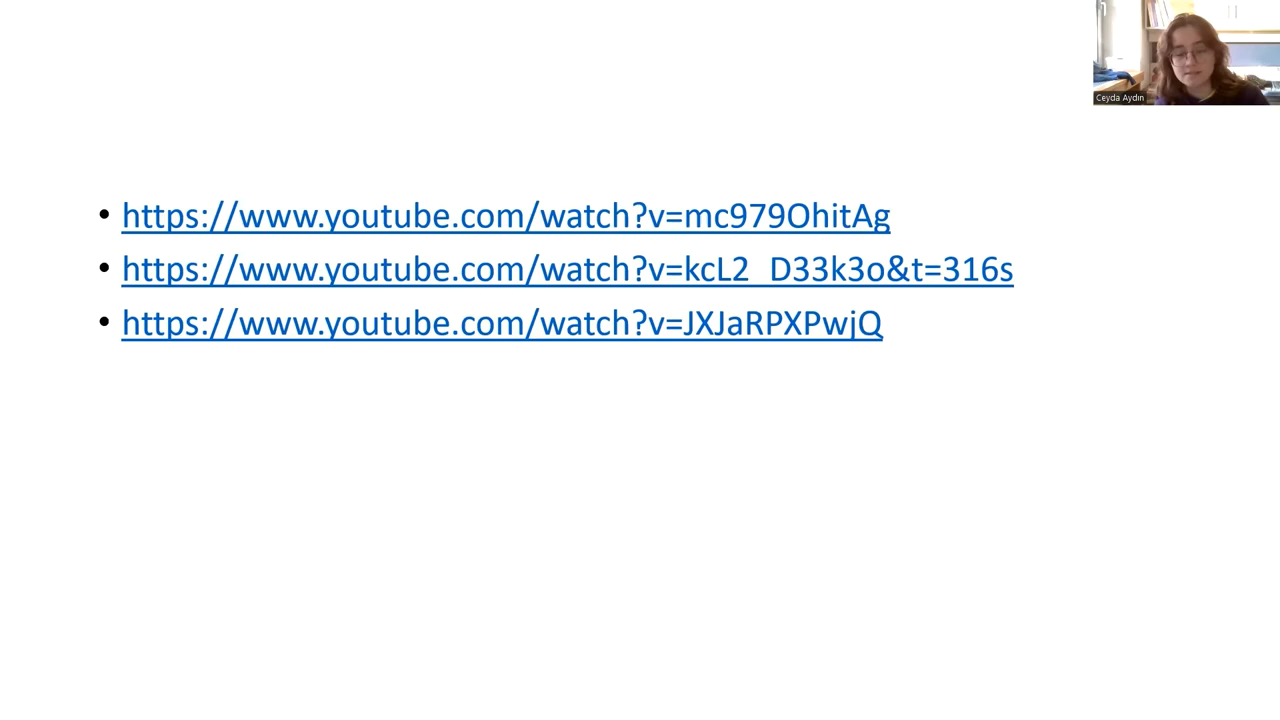 Ceyda Aydın
• https://www.youtube.com/watch?v=mc979OhitAg
• https://www.youtube.com/watch?v=kcL2_D33k3o&t=316s
• https://www.youtube.com/watch?v=JXJaRPXPwjQ